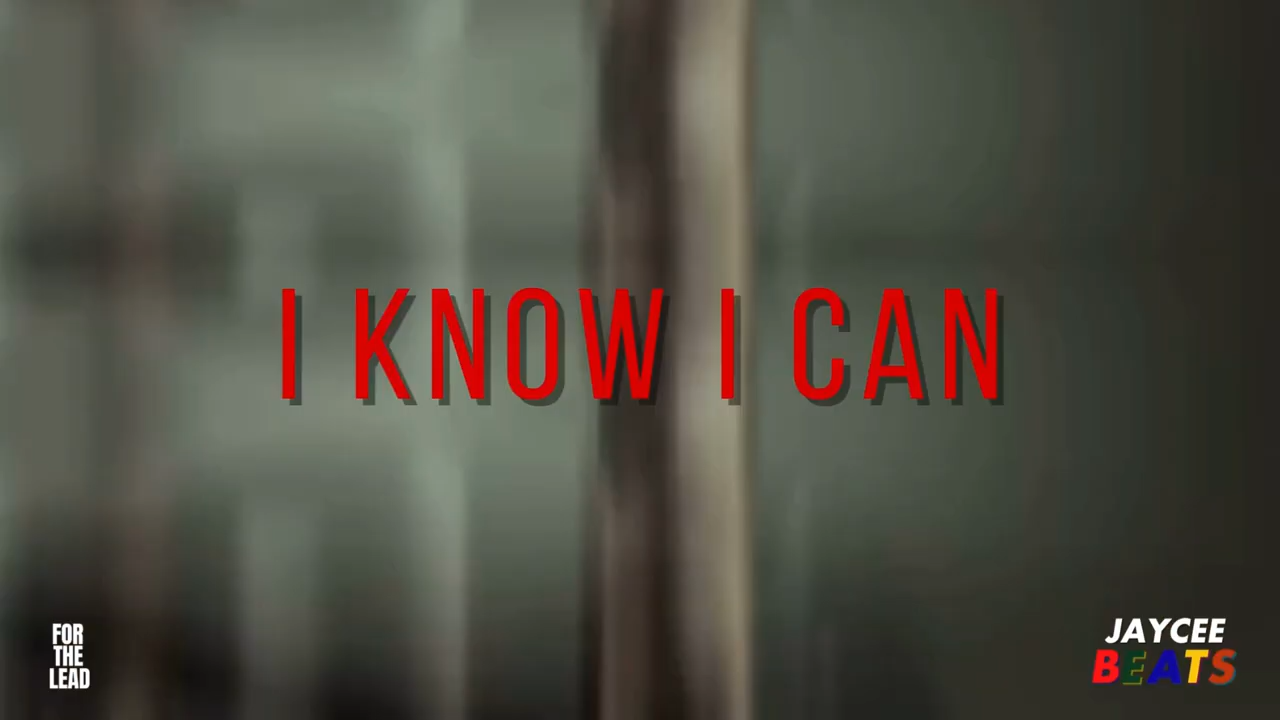 I KNOW I CAN
FOR
THE
LEAD
JAYCEE
BEATS